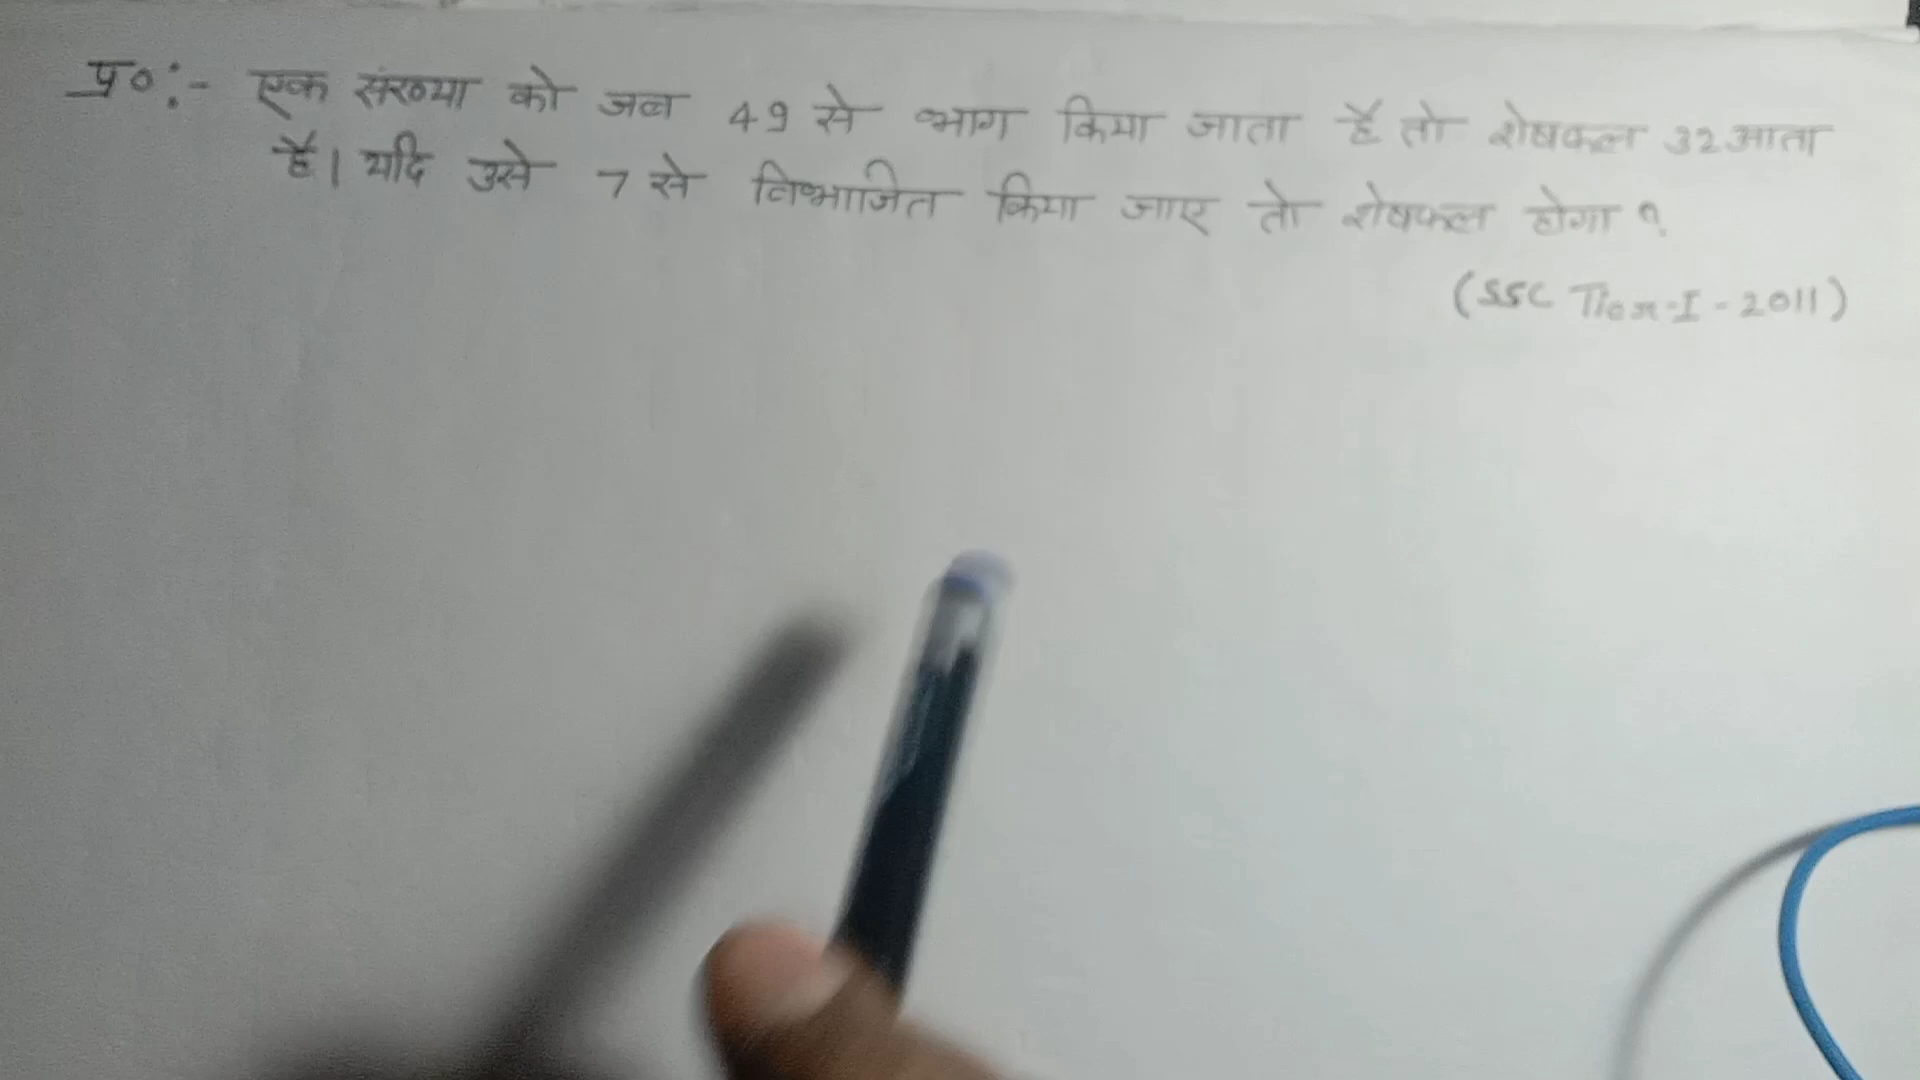 प्र०:- एक संख्या को जब 49 से भाग किया जाता है तो शेषफल 32 आता
है। यदि उसे 7 से विभाजित किया जाए तो शेषफल होगा ?
(SSC Tier-I-2011)